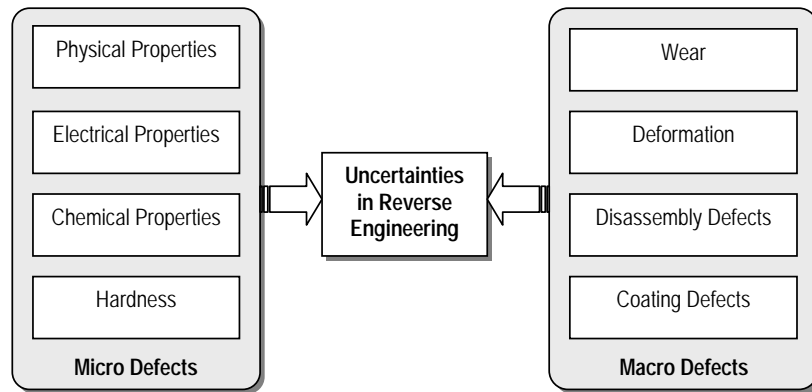 Physical Properties
Electrical Properties
Chemical Properties
Hardness
Micro Defects
Uncertainties
in Reverse
Engineering
Wear
Deformation
Disassembly Defects
Coating Defects
Macro Defects